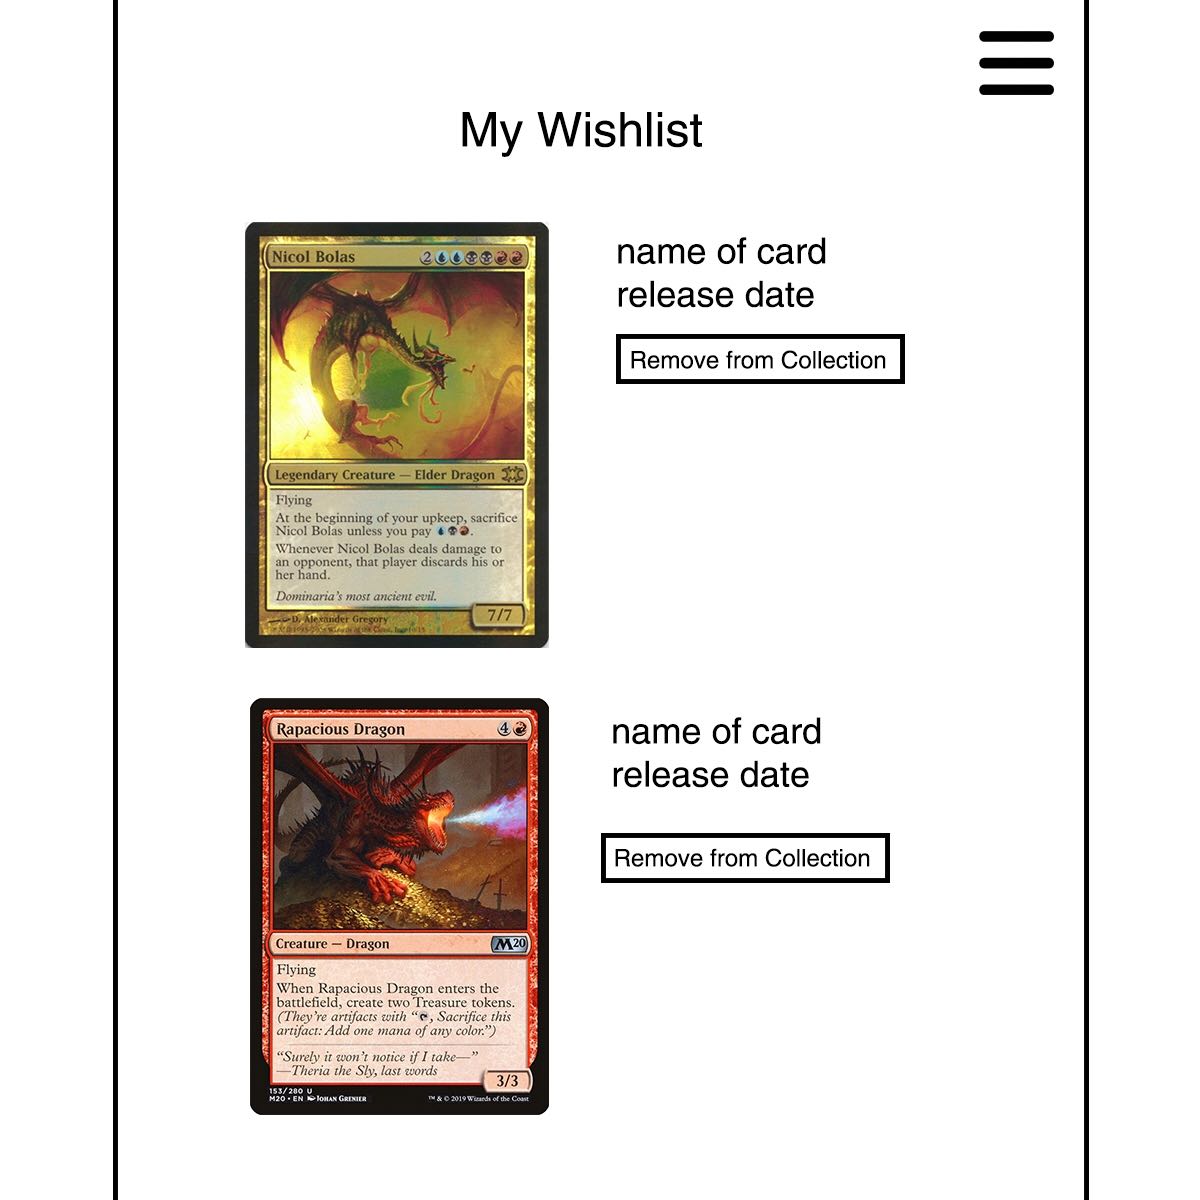 My Wishlist
Nicol Bolas 2
name of card
release date
Remove from Collection
Legendary Creature — Elder Dragon
Flying
At the beginning of your upkeep, sacrifice
Nicol Bolas unless you pay .
Whenever Nicol Bolas deals damage to
an opponent, that player discards his or
her hand.
Dominaria's most ancient evil.
7/7
D. Alexander Gregory
Rapacious Dragon 4
name of card
release date
Remove from Collection
Creature — Dragon M20
Flying
When Rapacious Dragon enters the
battlefield, create two Treasure tokens.
(They're artifacts with “, Sacrifice this
artifact: Add one mana of any color.”)
“Surely it won't notice if I take—”
—Theria the Sly, last words
3/3
153/280 U
M20 • EN Johan Grenier ™ & © 2019 Wizards of the Coast